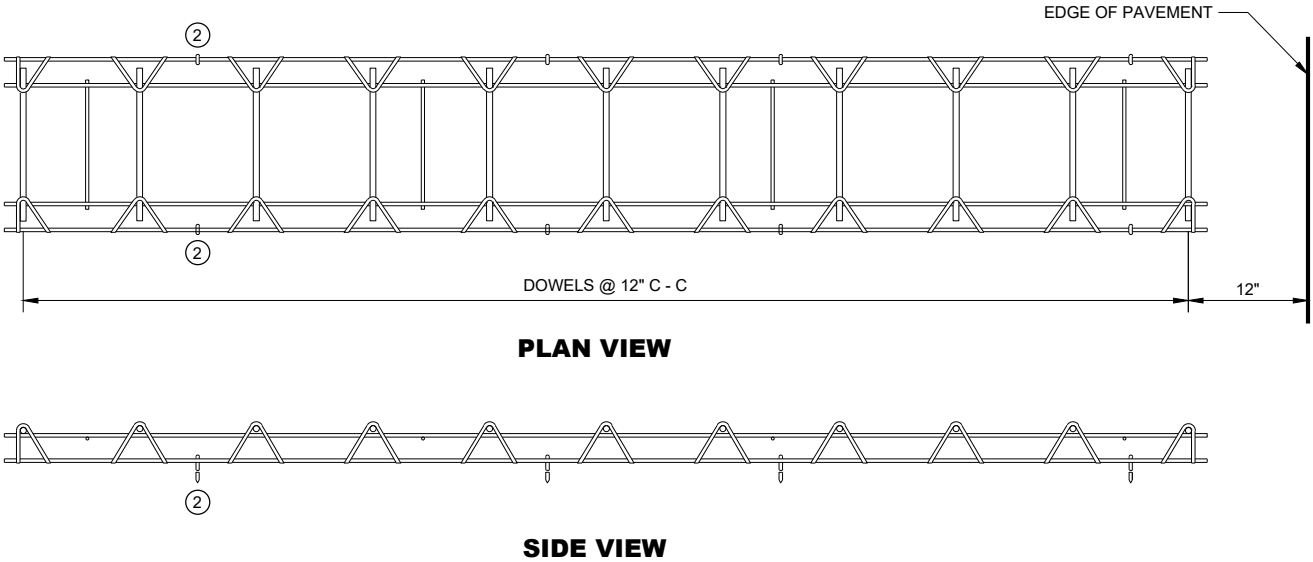 EDGE OF PAVEMENT
2
2
DOWELS @ 12" C - C
12"
PLAN VIEW
2
SIDE VIEW